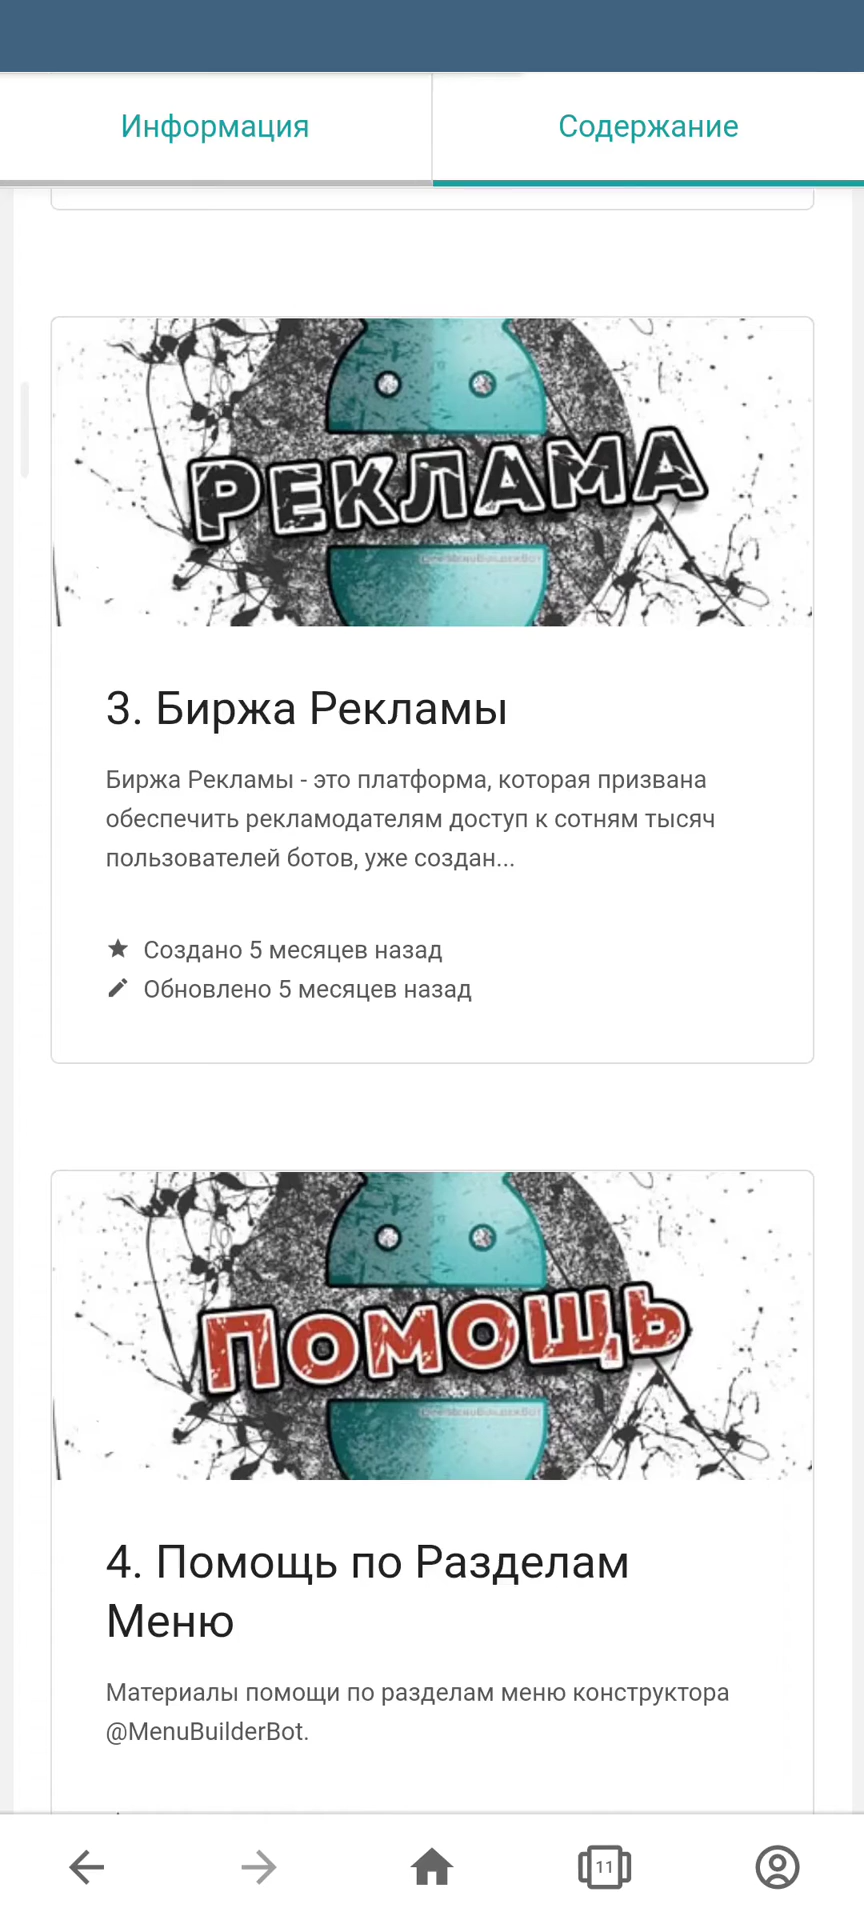 Информация
Содержание
РЕКЛАМА
3. Биржа Рекламы
Биржа Рекламы - это платформа, которая призвана
обеспечить рекламодателям доступ к сотням тысяч
пользователей ботов, уже создан...
Создано 5 месяцев назад
Обновлено 5 месяцев назад
ПОМОЩЬ
4. Помощь по Разделам
Меню
Материалы помощи по разделам меню конструктора
@MenuBuilderBot.
11